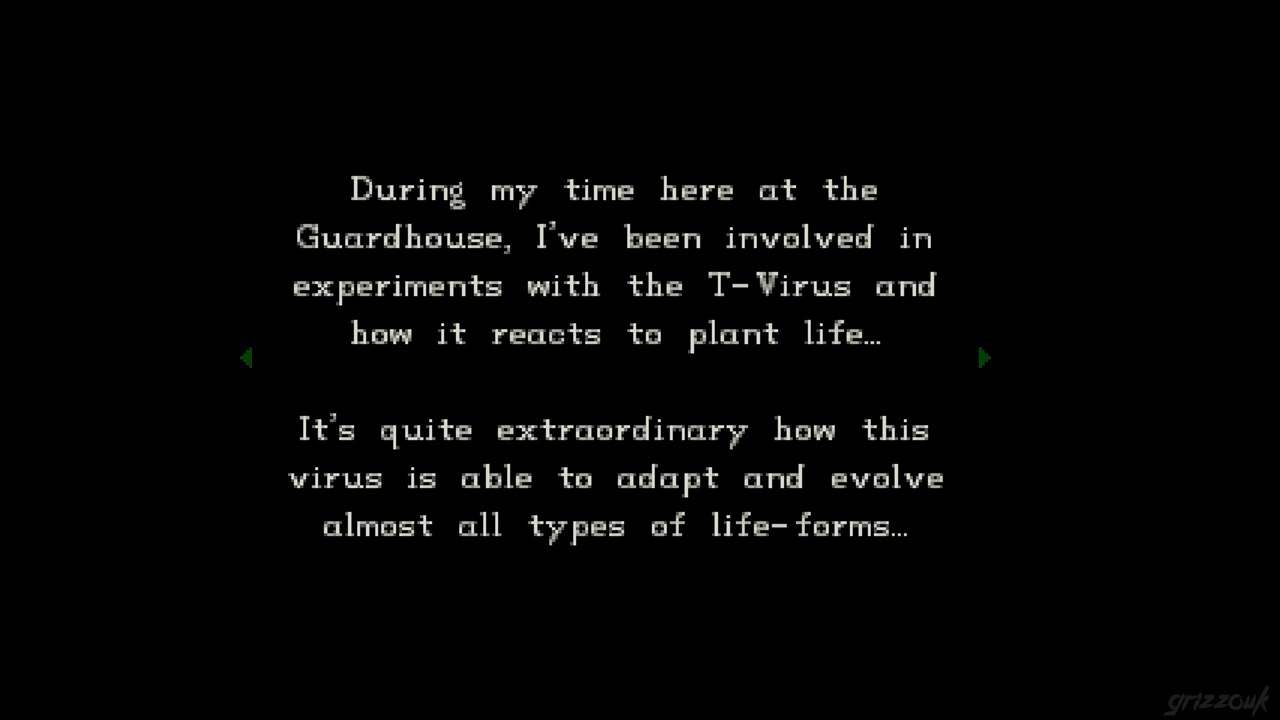 During my time here at the
Guardhouse, I've been involved in
experiments with the T-Virus and
how it reacts to plant life...
It's quite extraordinary how this
virus is able to adapt and evolve
almost all types of life-forms...
grizzouk